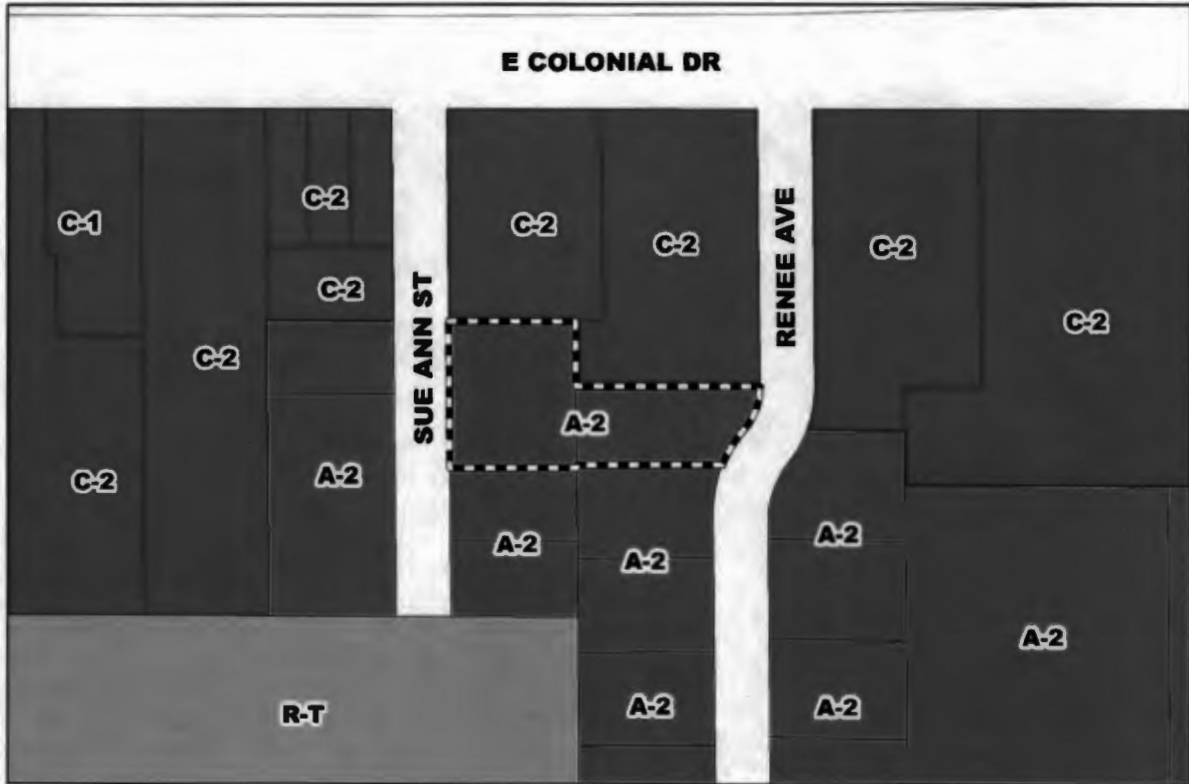 E COLONIAL DR
C-2
C-1
C-2
C-2
C-2
C-2
C-2
C-2
C-2
C-2
SUE ANN ST
RENEE AVE
A-2
A-2
A-2
A-2
A-2
A-2
A-2
A-2
R-T